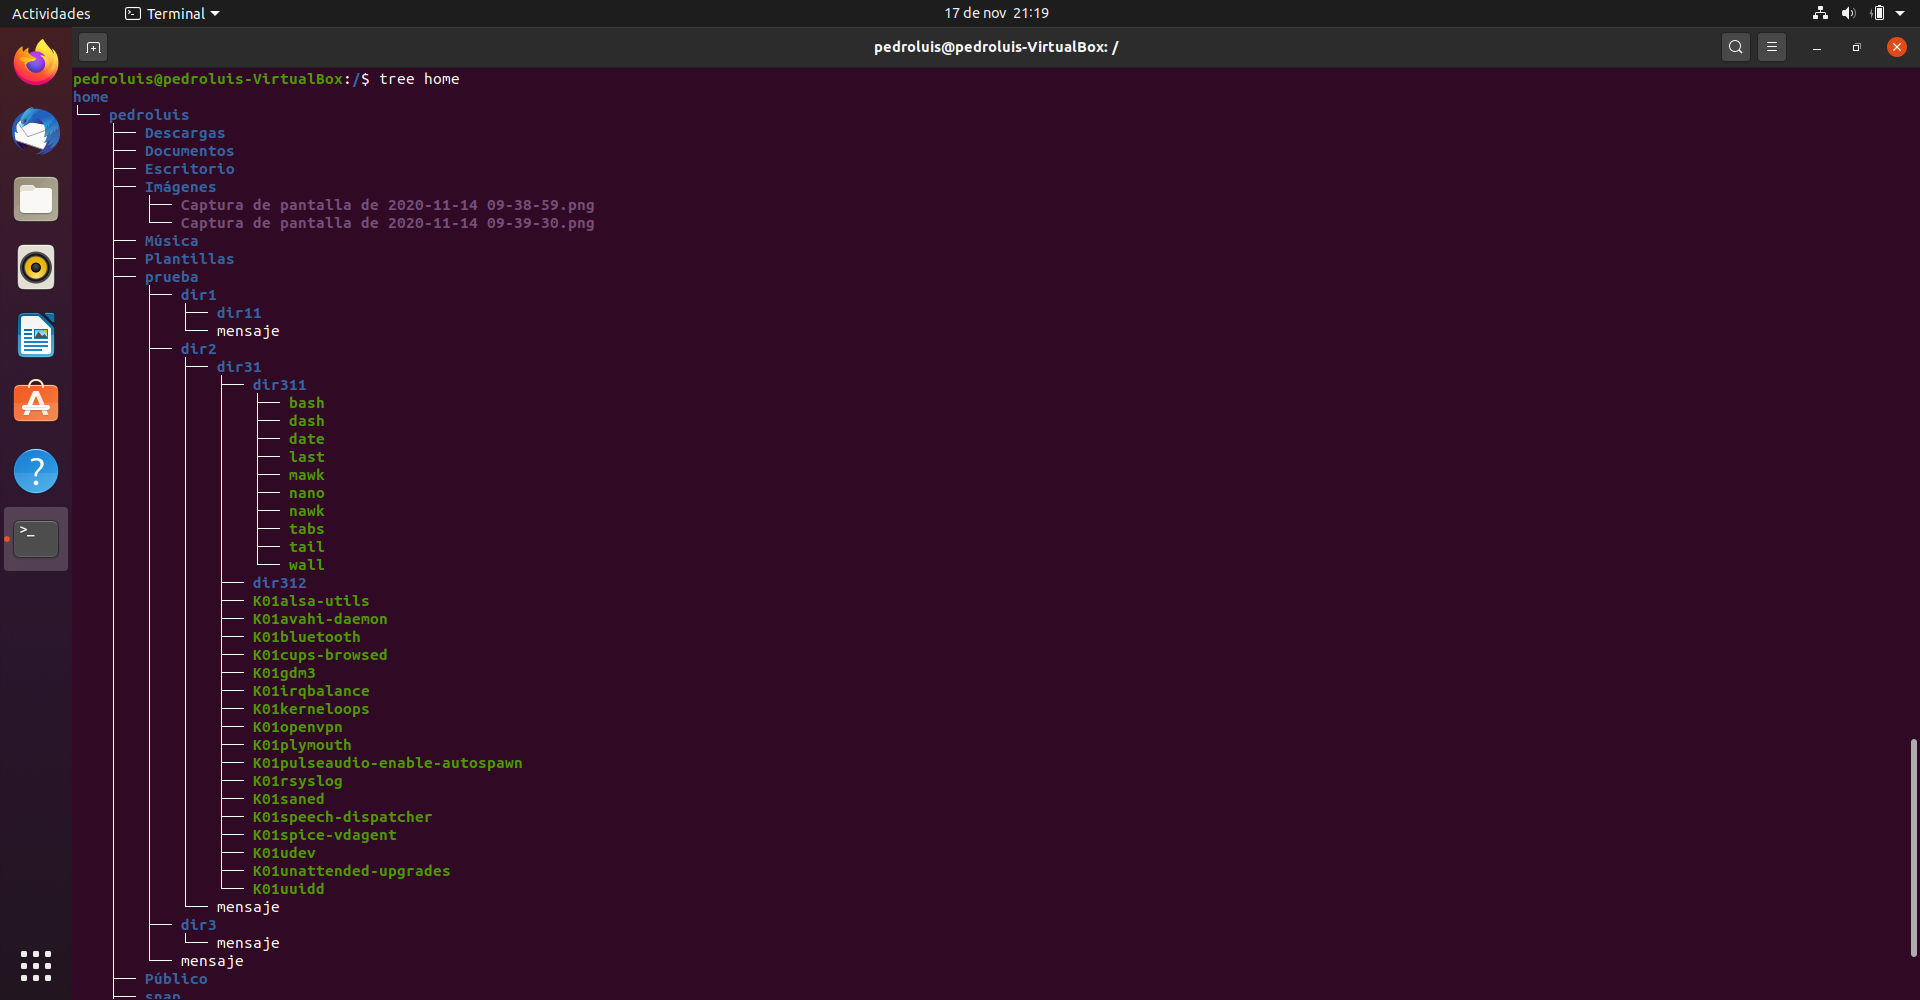 Actividades Terminal 17 de nov 21:19
pedroluis@pedroluis-VirtualBox: /
pedroluis@pedroluis-VirtualBox:/$ tree home
home
└── pedroluis
    ├── Descargas
    ├── Documentos
    ├── Escritorio
    ├── Imágenes
    │   ├── Captura de pantalla de 2020-11-14 09-38-59.png
    │   └── Captura de pantalla de 2020-11-14 09-39-30.png
    ├── Música
    ├── Plantillas
    ├── prueba
    │   ├── dir1
    │   │   ├── dir11
    │   │   └── mensaje
    │   ├── dir2
    │   │   ├── dir31
    │   │   │   ├── dir311
    │   │   │   │   ├── bash
    │   │   │   │   ├── dash
    │   │   │   │   ├── date
    │   │   │   │   ├── last
    │   │   │   │   ├── mawk
    │   │   │   │   ├── nano
    │   │   │   │   ├── nawk
    │   │   │   │   ├── tabs
    │   │   │   │   ├── tail
    │   │   │   │   └── wall
    │   │   │   ├── dir312
    │   │   │   ├── K01alsa-utils
    │   │   │   ├── K01avahi-daemon
    │   │   │   ├── K01bluetooth
    │   │   │   ├── K01cups-browsed
    │   │   │   ├── K01gdm3
    │   │   │   ├── K01irqbalance
    │   │   │   ├── K01kerneloops
    │   │   │   ├── K01openvpn
    │   │   │   ├── K01plymouth
    │   │   │   ├── K01pulseaudio-enable-autospawn
    │   │   │   ├── K01rsyslog
    │   │   │   ├── K01saned
    │   │   │   ├── K01speech-dispatcher
    │   │   │   ├── K01spice-vdagent
    │   │   │   ├── K01udev
    │   │   │   ├── K01unattended-upgrades
    │   │   │   └── K01uuidd
    │   │   └── mensaje
    │   ├── dir3
    │   │   └── mensaje
    │   └── mensaje
    ├── Público
    ├── snap